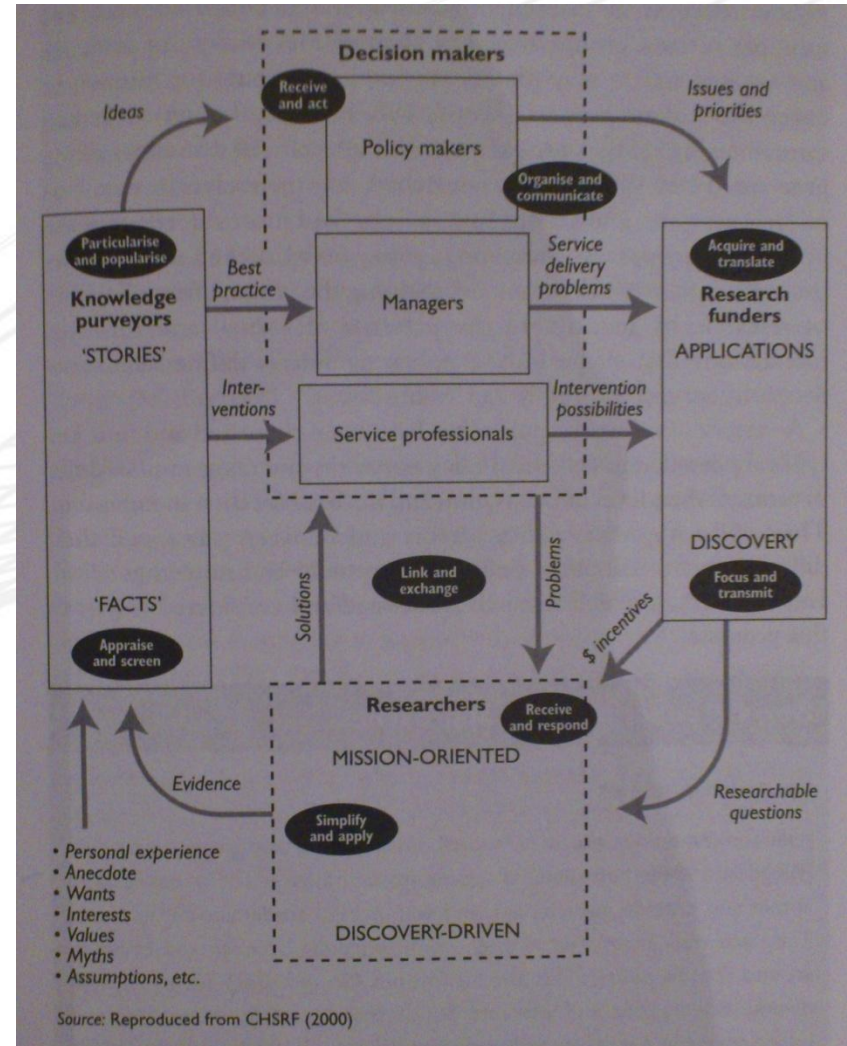 Decision makers
Receive
and act
Ideas
Issues and
priorities
Policy makers
Organise and
communicate
Particularise
and popularise
Knowledge
purveyors
'STORIES'
Best
practice
Managers
Service
delivery
problems
Acquire and
translate
Research
funders
APPLICATIONS
Inter-
ventions
Service professionals
Intervention
possibilities
DISCOVERY
Focus and
transmit
Link and
exchange
Solutions
Problems
$ incentives
'FACTS'
Appraise
and screen
Researchers
Receive
and respond
MISSION-ORIENTED
Evidence
Simplify
and apply
Researchable
questions
DISCOVERY-DRIVEN
• Personal experience
• Anecdote
• Wants
• Interests
• Values
• Myths
• Assumptions, etc.
Source: Reproduced from CHSRF (2000)